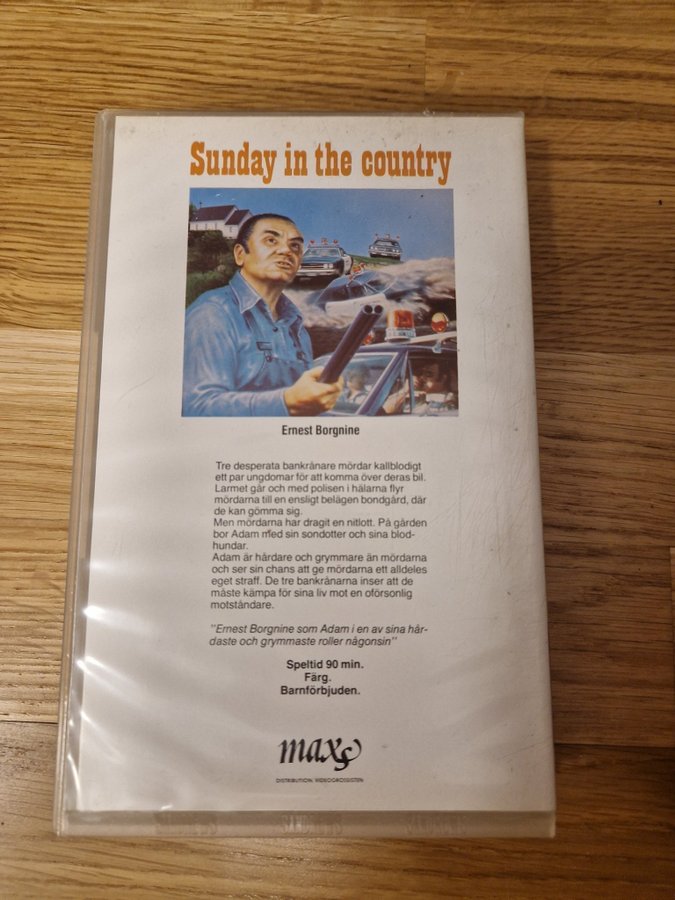 Sunday in the country
Ernest Borgnine
Tre desperata bankrånare mördar kallblodigt
ett par ungdomar för att komma över deras bil.
Larmet går och med polisen i hälarna flyr
mördarna till en ensligt belägen bondgård, där
de kan gömma sig.
Men mördarna har dragit en nitlott. På gården
bor Adam med sin sondotter och sina blod-
hundar.
Adam är hårdare och grymmare än mördarna
och ser sin chans att ge mördarna ett alldeles
eget straff. De tre bankrånarna inser att de
måste kämpa för sina liv mot en oförsonlig
motståndare.
"Ernest Borgnine som Adam i en av sina hår-
daste och grymmaste roller någonsin"
Speltid 90 min.
Färg.
Barnförbjuden.
maxs
DISTRIBUTION: VIDEOGROSSISTEN